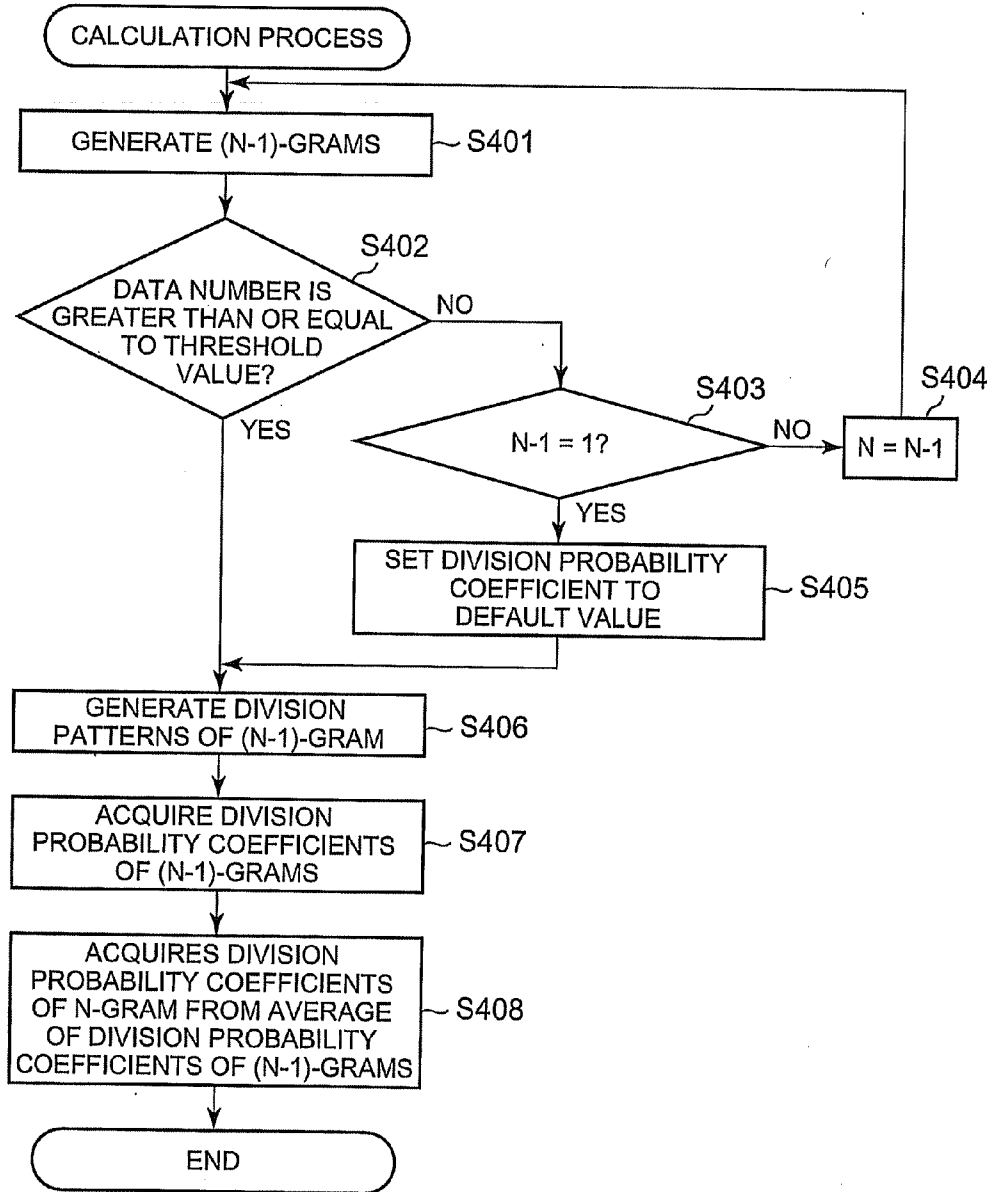 CALCULATION PROCESS
GENERATE (N-1)-GRAMS
S401
S402
DATA NUMBER IS
GREATER THAN OR EQUAL
TO THRESHOLD
VALUE?
NO
YES
S403
N-1 = 1?
NO
S404
N = N-1
YES
SET DIVISION PROBABILITY
COEFFICIENT TO
DEFAULT VALUE
S405
GENERATE DIVISION
PATTERNS OF (N-1)-GRAM
S406
ACQUIRE DIVISION
PROBABILITY COEFFICIENTS
OF (N-1)-GRAMS
S407
ACQUIRES DIVISION
PROBABILITY COEFFICIENTS
OF N-GRAM FROM AVERAGE
OF DIVISION PROBABILITY
COEFFICIENTS OF (N-1)-GRAMS
S408
END